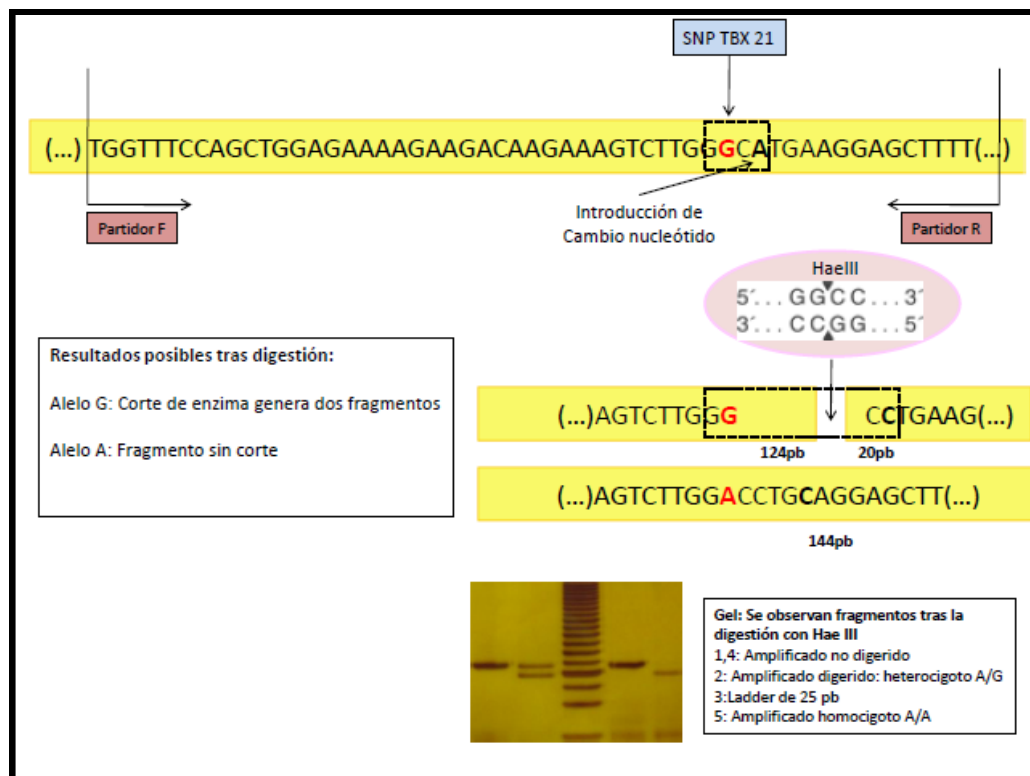 SNP TBX 21
(...) TGGTTTCCAGCTGGAGAAAAGAAGACAAGAAAGTCTTGGGCATGAAGGAGCTTTT(...)
Partidor F
Introducción de
Cambio nucleótido
Partidor R
HaeIII
5´... GGCC... 3´
3´... CCGG... 5´
Resultados posibles tras digestión:
Alelo G: Corte de enzima genera dos fragmentos
Alelo A: Fragmento sin corte
(...)AGTCTTGGG CCTGAAG(...)
124pb 20pb
(...)AGTCTTGGACCTGCAGGAGCTT(...)
144pb
Gel: Se observan fragmentos tras la
digestión con Hae III
1,4: Amplificado no digerido
2: Amplificado digerido: heterocigoto A/G
3:Ladder de 25 pb
5: Amplificado homocigoto A/A